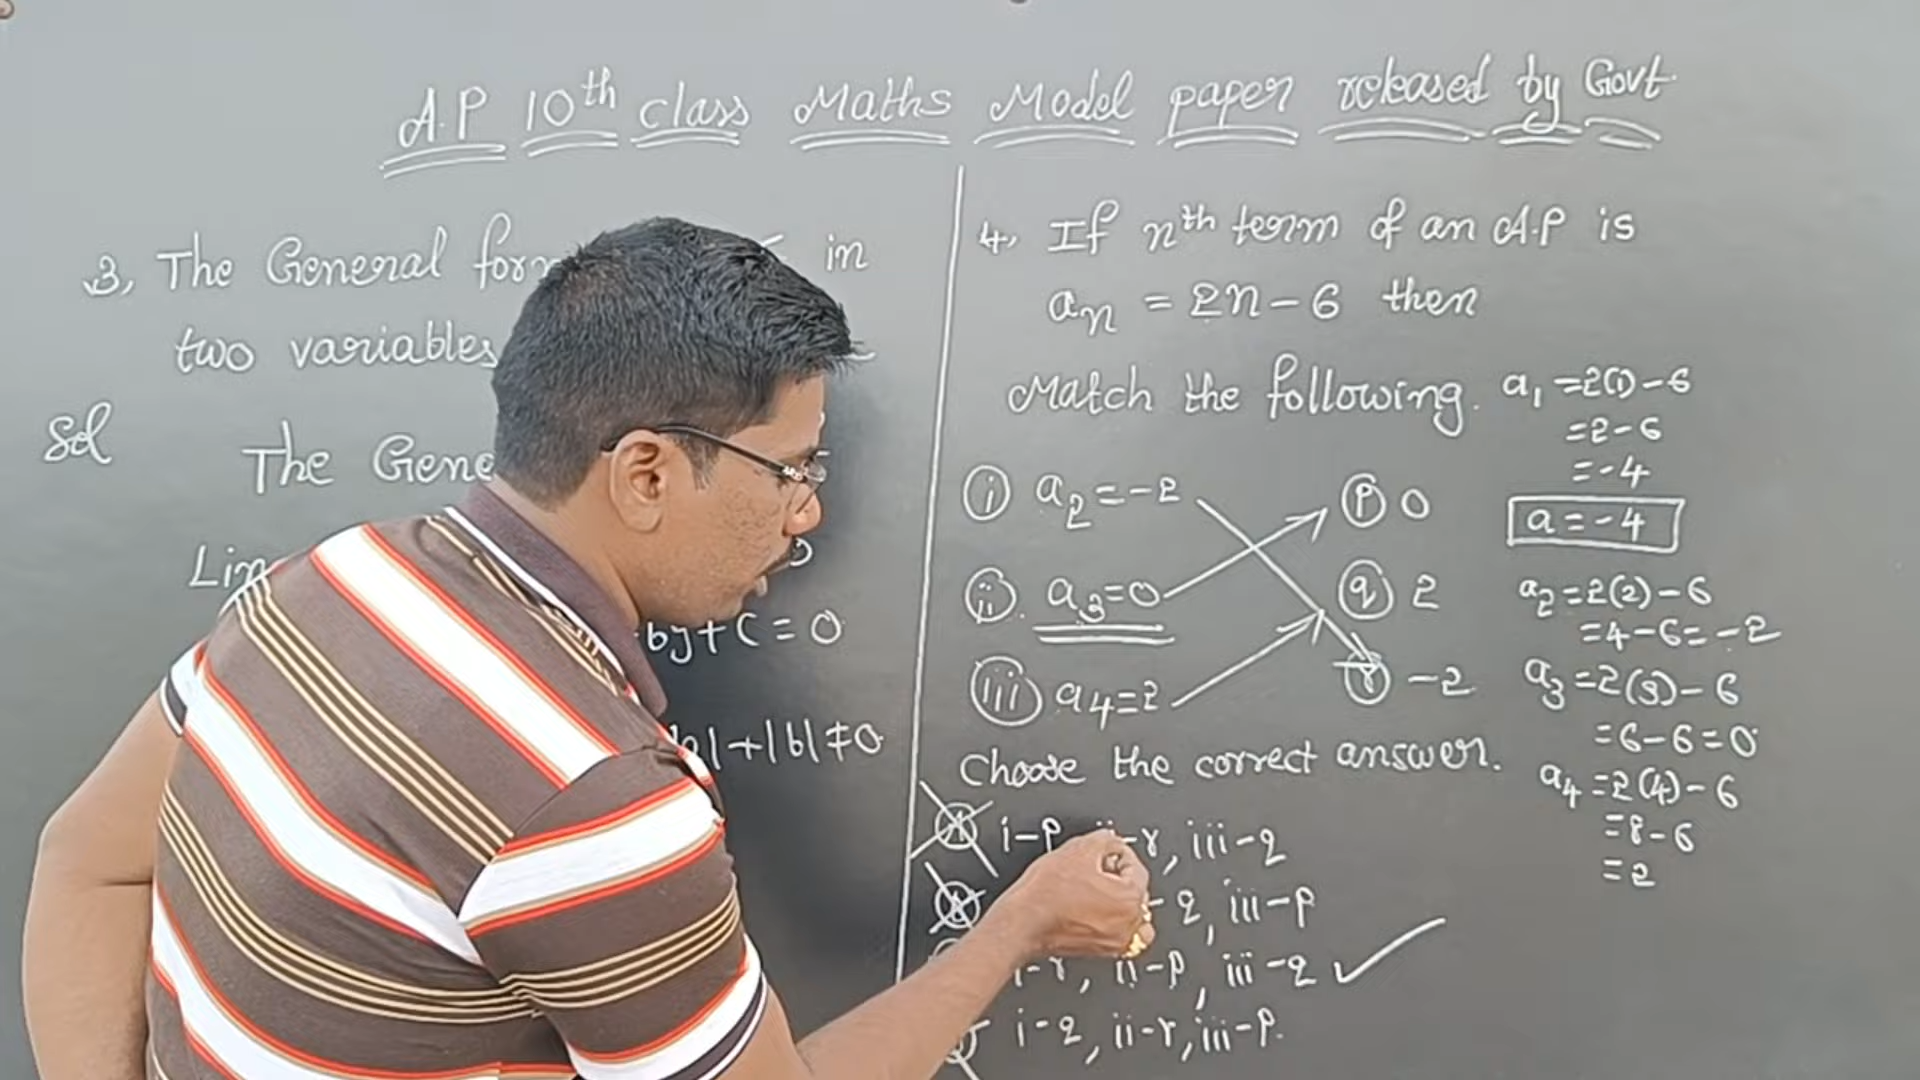 A.P 10th class Maths Model paper released by Govt.
3, The General form in
two variables
Sol The Gene
by + C = 0
|+|b|≠0
4, If nth term of an A.P is
an = 2n - 6 then
Match the following.
(i) a2 = -2 (p) 0
(ii). a3 = 0 (q) 2
(iii) a4 = 2 (r) -2
Choose the correct answer.
i-p, ii-r, iii-q
-q, iii-p
i-r, ii-p, iii-q ✓
i-q, ii-r, iii-p.
a1 = 2(1) - 6
= 2 - 6
= -4
a = -4
a2 = 2(2) - 6
= 4 - 6 = -2
a3 = 2(3) - 6
= 6 - 6 = 0
a4 = 2(4) - 6
= 8 - 6
= 2